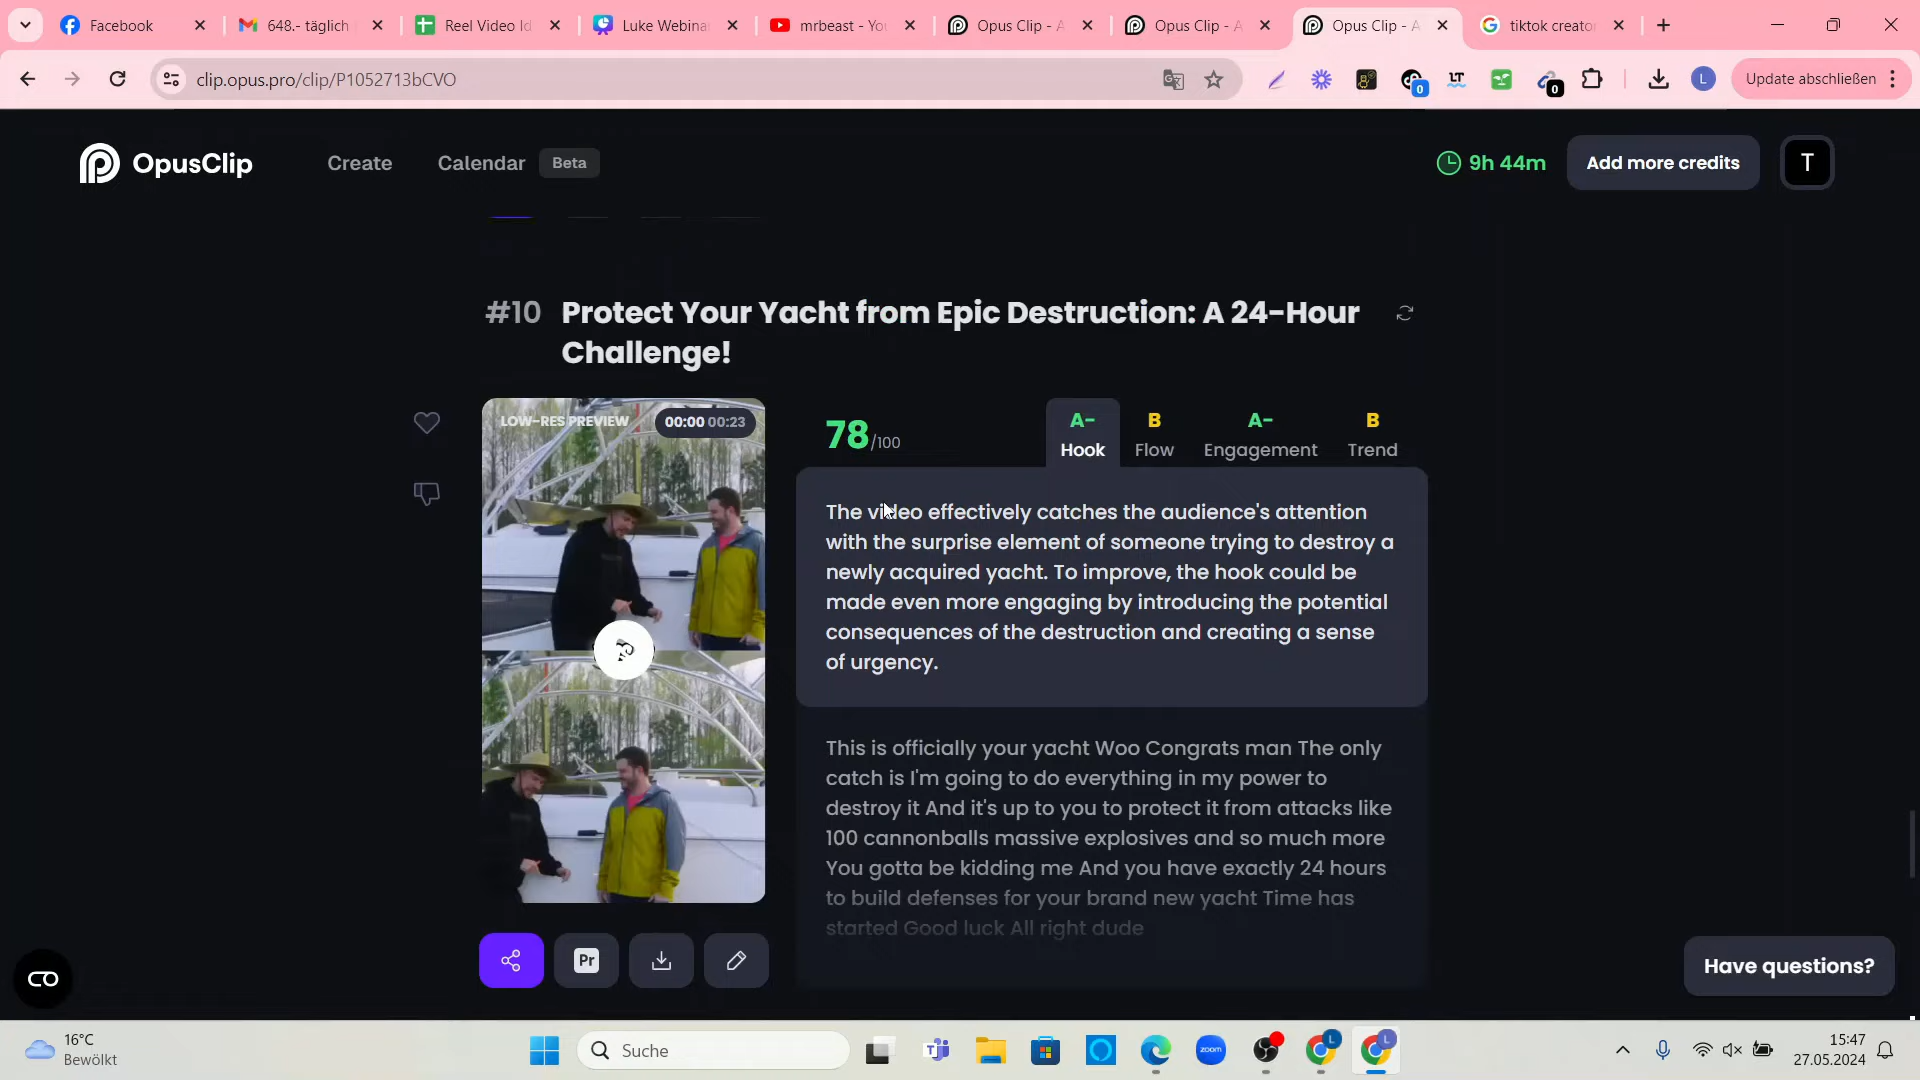 Facebook
648.- täglich
Reel Video Id
Luke Webina
mrbeast - Yo
Opus Clip - A
Opus Clip - A
Opus Clip - A
tiktok creato
clip.opus.pro/clip/P1052713bCVO
0
LT
0
L
Update abschließen
OpusClip
Create
Calendar
Beta
9h 44m
Add more credits
T
#10 Protect Your Yacht from Epic Destruction: A 24-Hour
Challenge!
LOW-RES PREVIEW
00:00 00:23
78/100
A-
Hook
B
Flow
A-
Engagement
B
Trend
The video effectively catches the audience's attention
with the surprise element of someone trying to destroy a
newly acquired yacht. To improve, the hook could be
made even more engaging by introducing the potential
consequences of the destruction and creating a sense
of urgency.
This is officially your yacht Woo Congrats man The only
catch is I'm going to do everything in my power to
destroy it And it's up to you to protect it from attacks like
100 cannonballs massive explosives and so much more
You gotta be kidding me And you have exactly 24 hours
to build defenses for your brand new yacht Time has
started Good luck All right dude
Pr
Have questions?
16°C
Bewölkt
Suche
zoom
L
L
15:47
27.05.2024